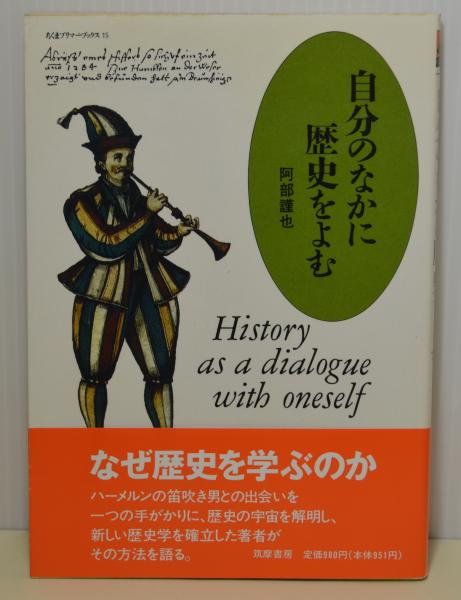 ちくまプリマーブックス 15
anno 1284
自分のなかに
歴史をよむ
阿部謹也
History
as a dialogue
with oneself
なぜ歴史を学ぶのか
ハーメルンの笛吹き男との出会いを
一つの手がかりに、歴史の宇宙を解明し、
新しい歴史学を確立した著者が
その方法を語る。
筑摩書房 定価980円(本体951円)